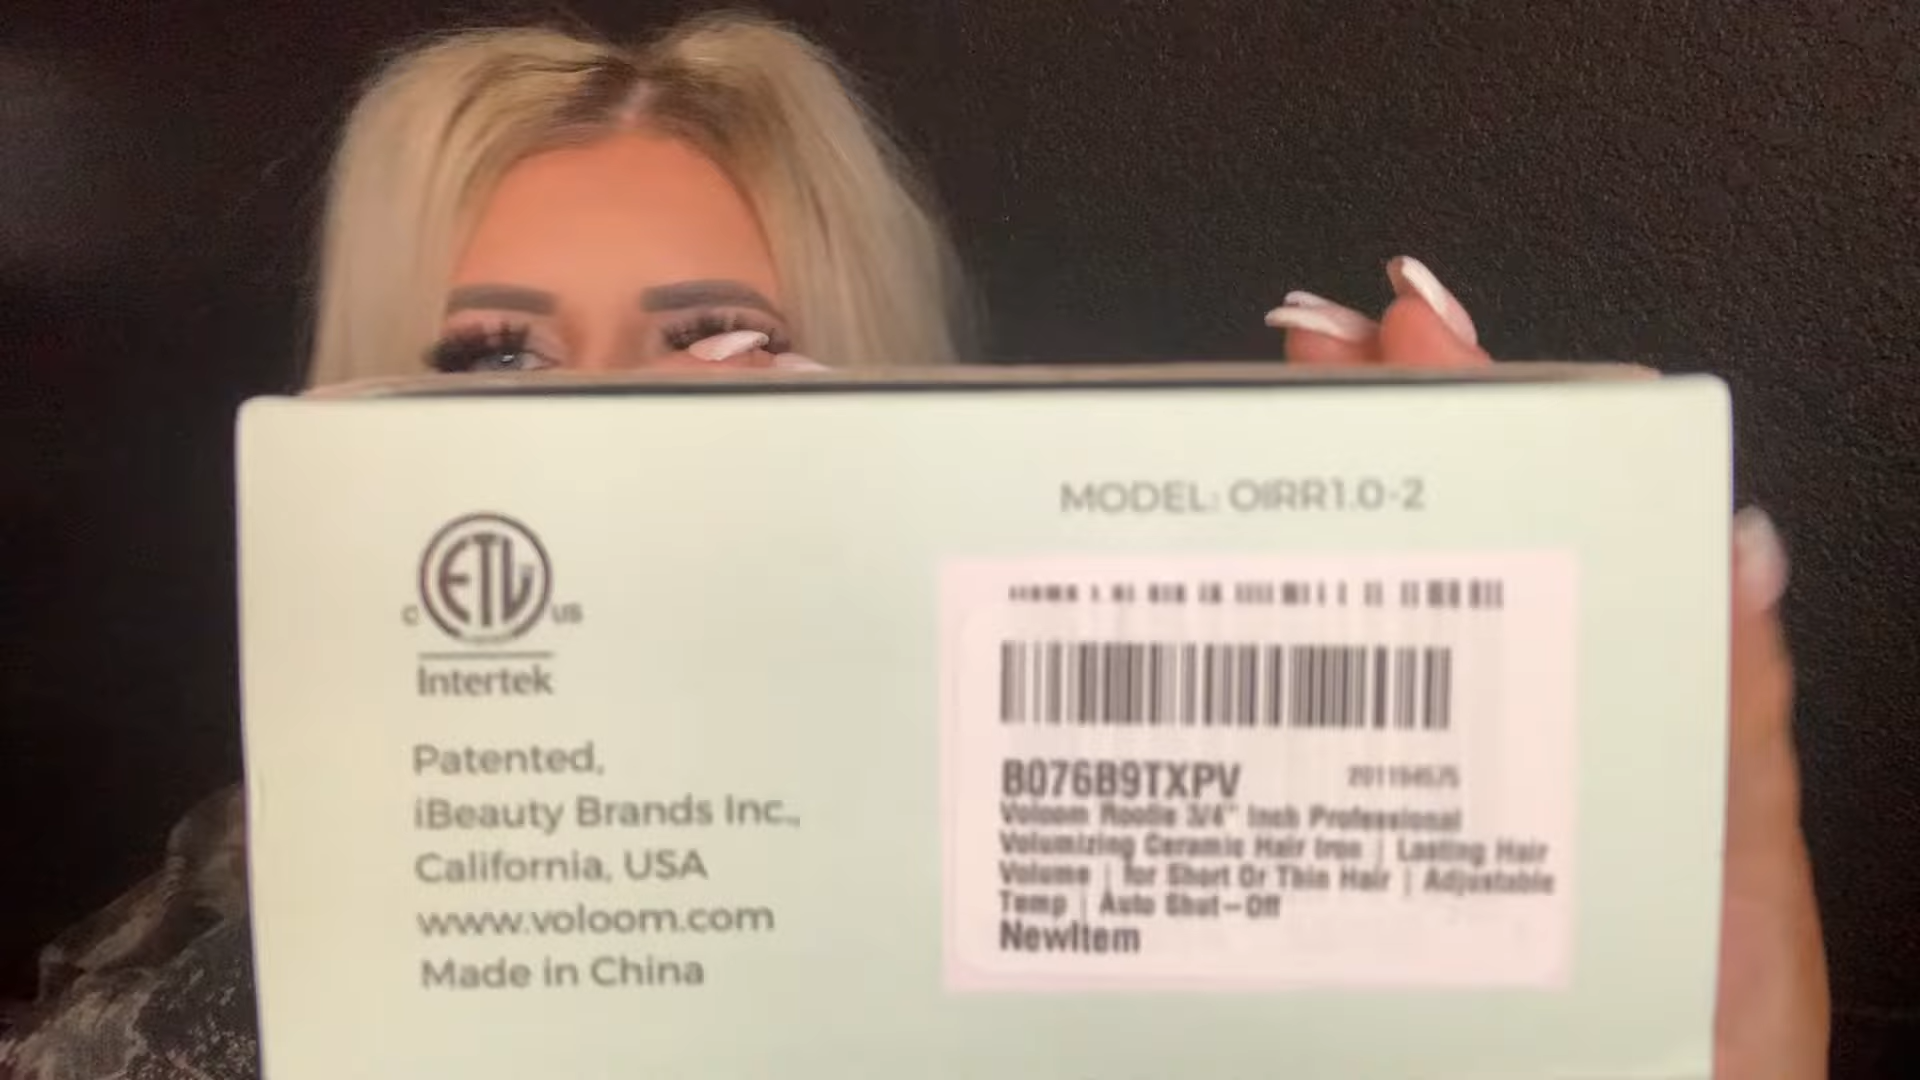 MODEL: OIRR1.0-2
C ETL US
Intertek
Patented,
iBeauty Brands Inc.,
California, USA
www.voloom.com
Made in China
B076B9TXPV
Voloom Rootie 3/4" Inch Professional
Volumizing Ceramic Hair Iron | Lasting Hair
Volume | for Short Or Thin Hair | Adjustable
Temp | Auto Shut-Off
NewItem